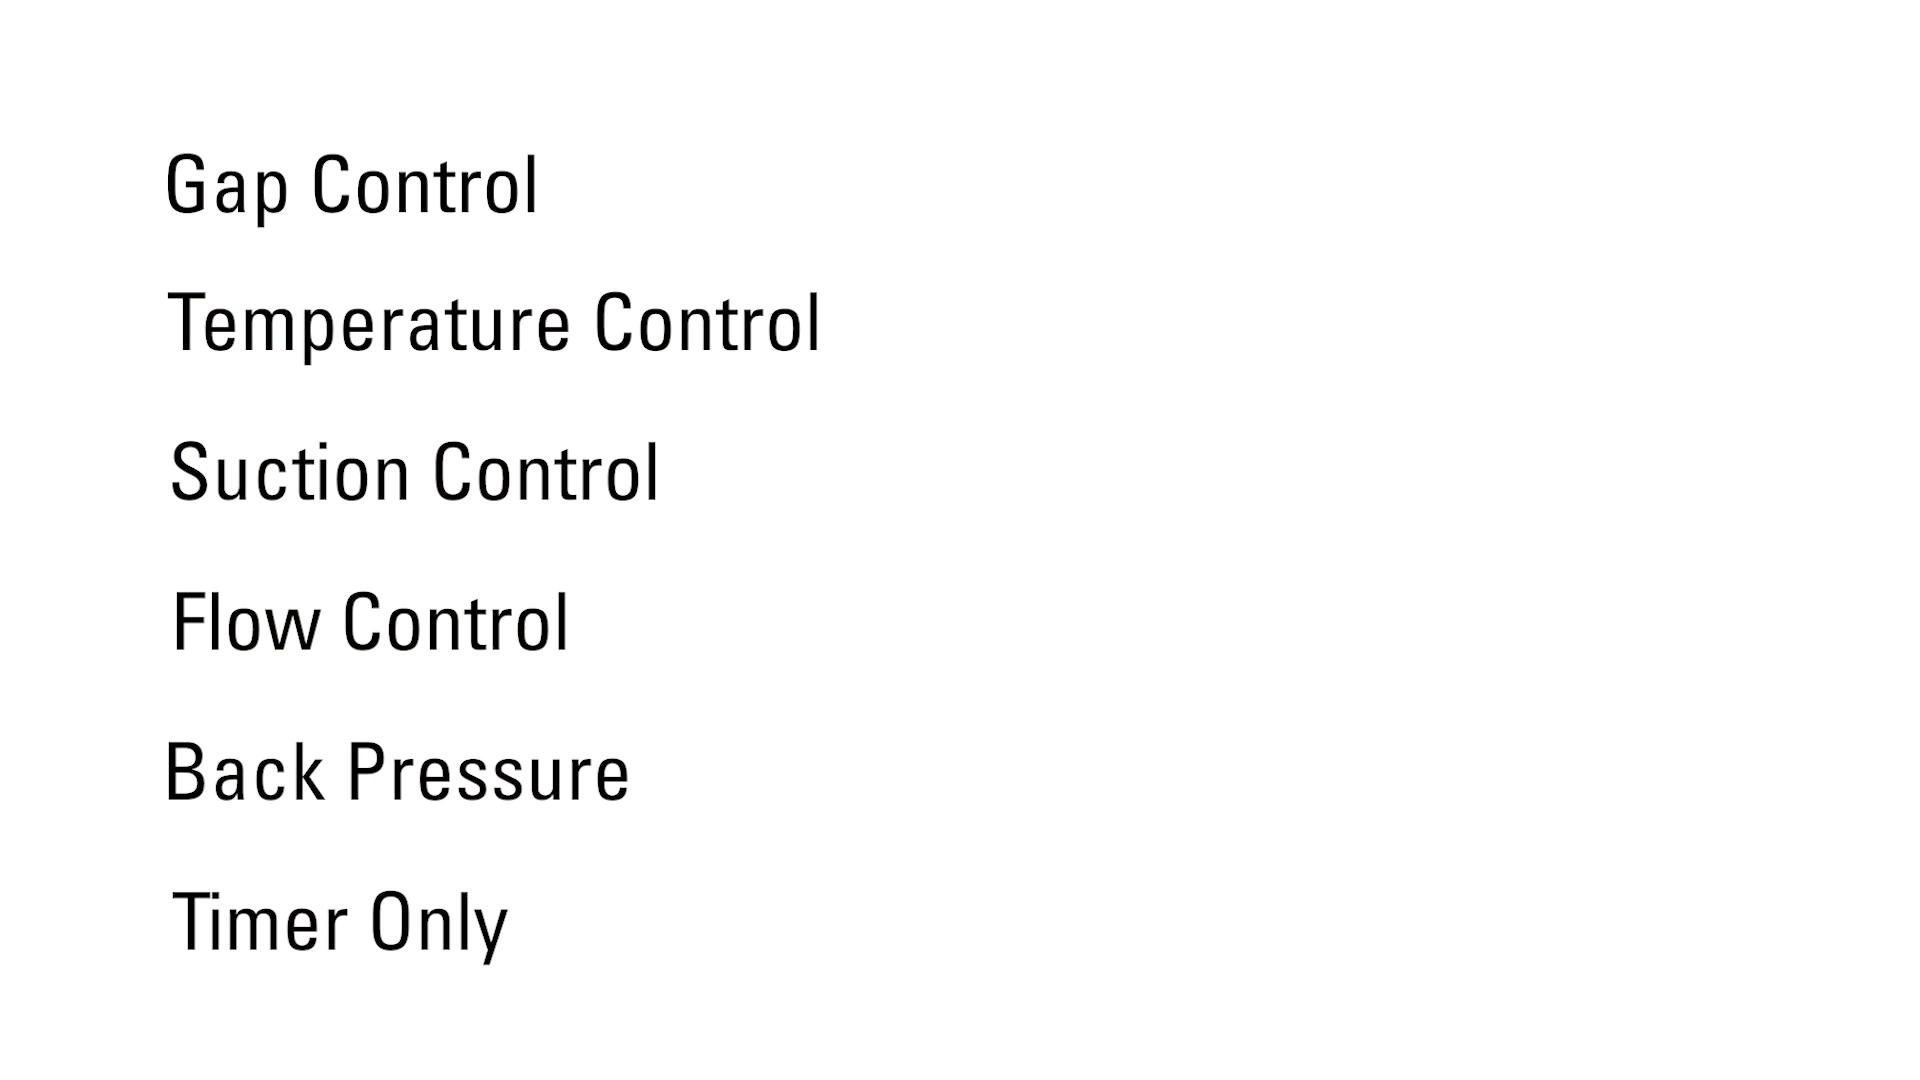 Gap Control
Temperature Control
Suction Control
Flow Control
Back Pressure
Timer Only